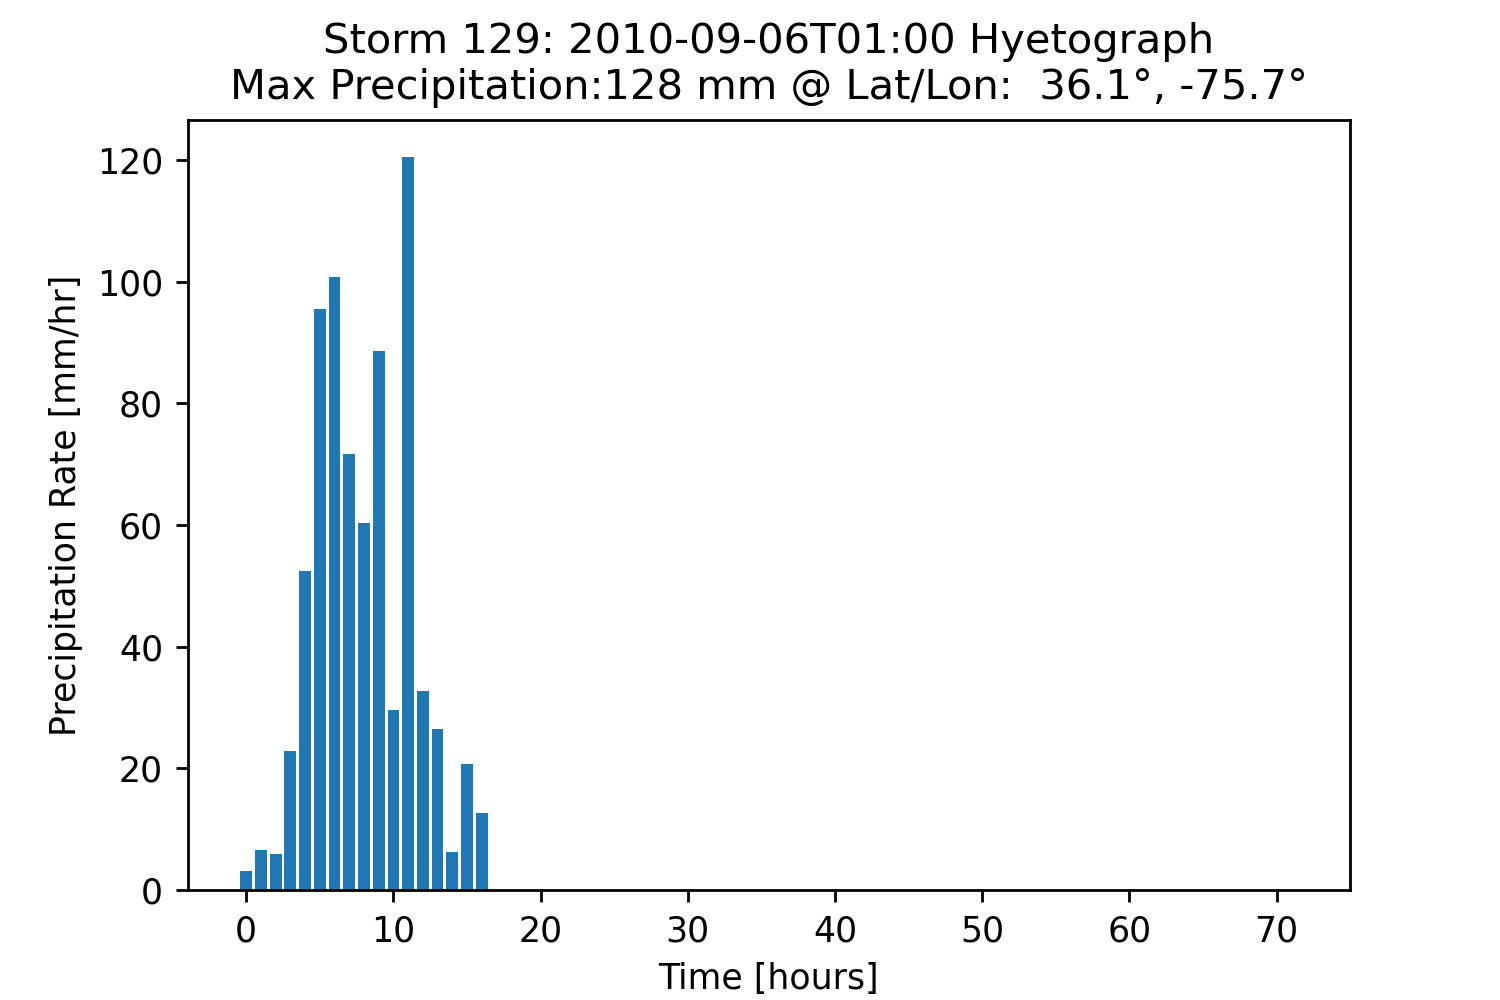 Storm 129: 2010-09-06T01:00 Hyetograph
Max Precipitation:128 mm @ Lat/Lon:  36.1°, -75.7°
120
100
80
60
40
20
0
Precipitation Rate [mm/hr]
0 10 20 30 40 50 60 70
Time [hours]